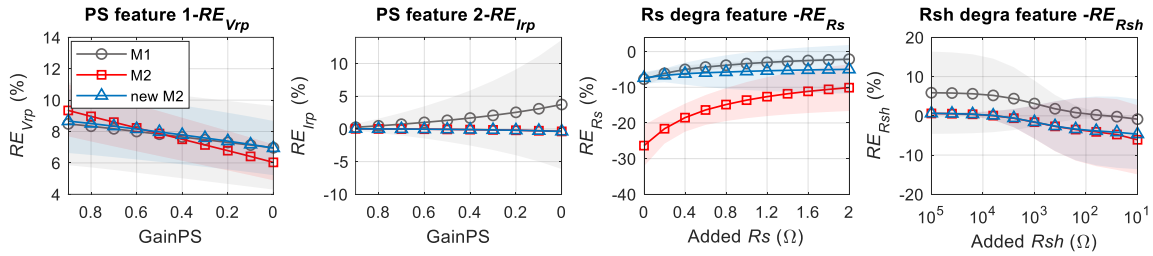 PS feature 1-RE_Vrp
PS feature 2-RE_Irp
Rs degra feature -RE_Rs
Rsh degra feature -RE_Rsh
RE_Vrp (%)
14
12
10
8
6
4
M1
M2
new M2
0.8 0.6 0.4 0.2 0
GainPS
RE_Irp (%)
10
5
0
-5
-10
0.8 0.6 0.4 0.2 0
GainPS
RE_Rs (%)
0
-10
-20
-30
-40
0 0.4 0.8 1.2 1.6 2
Added Rs (Ω)
RE_Rsh (%)
20
10
0
-10
-20
10^5 10^4 10^3 10^2 10^1
Added Rsh (Ω)